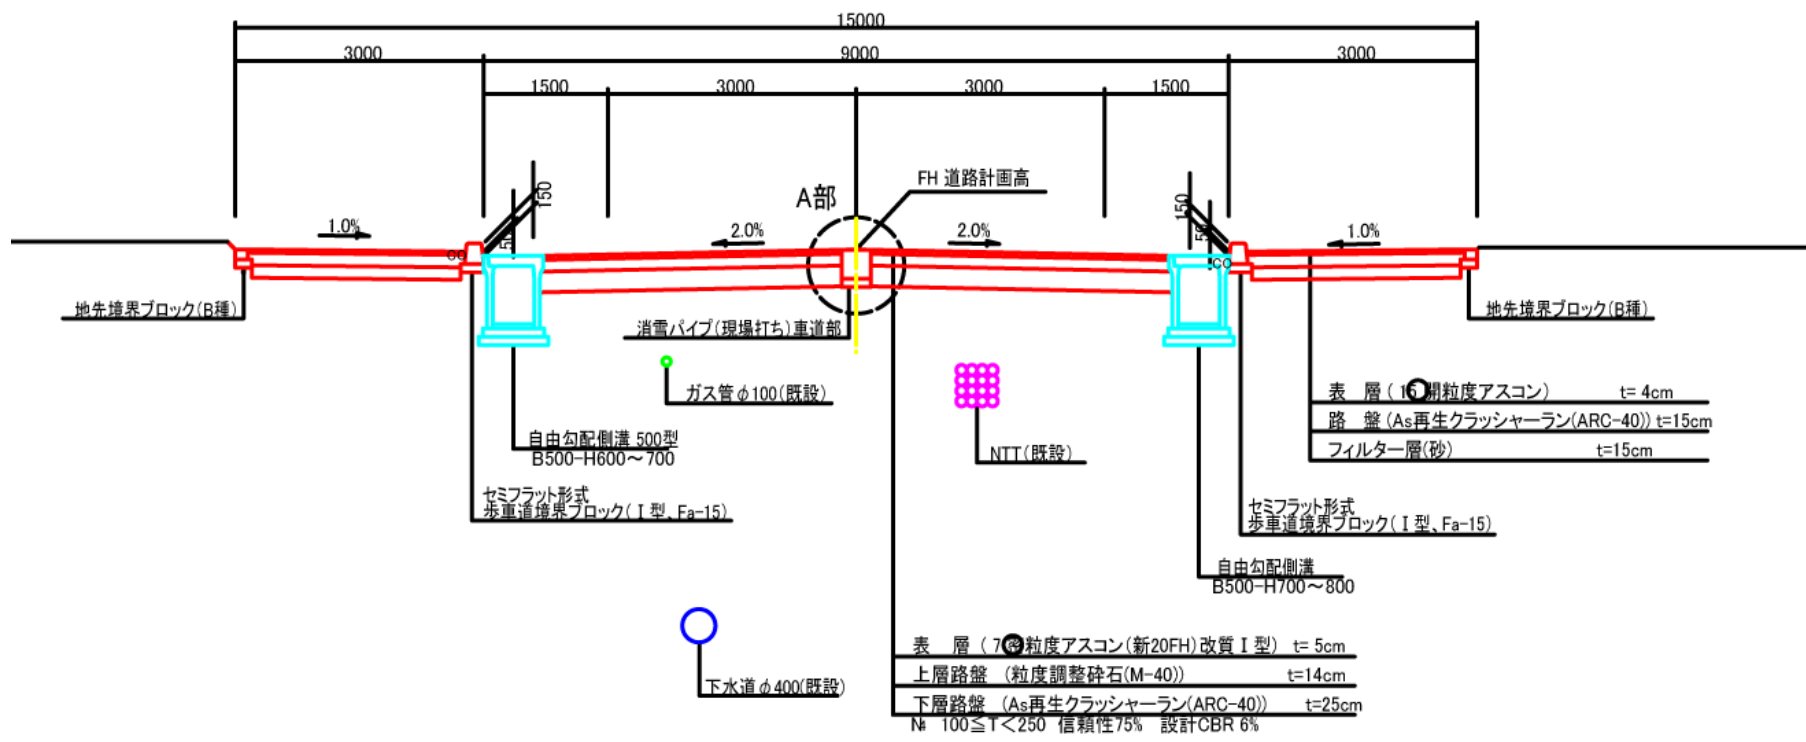 15000
3000
9000
3000
1500
3000
3000
1500
150
50
150
50
A部
FH 道路計画高
1.0%
2.0%
2.0%
1.0%
CO
CO
地先境界ブロック(B種)
消雪パイプ(現場打ち)車道部
地先境界ブロック(B種)
ガス管φ100(既設)
NTT(既設)
表 層 ( 開粒度アスコン) t= 4cm
路 盤 (As再生クラッシャーラン(ARC-40)) t=15cm
フィルター層(砂) t=15cm
自由勾配側溝 500型
B500-H600～700
セミフラット形式
歩車道境界ブロック(Ⅰ型、Fa-15)
セミフラット形式
歩車道境界ブロック(Ⅰ型、Fa-15)
自由勾配側溝
B500-H700～800
下水道φ400(既設)
表 層 ( 粒度アスコン(新20FH)改質Ⅰ型) t= 5cm
上層路盤 (粒度調整砕石(M-40)) t=14cm
下層路盤 (As再生クラッシャーラン(ARC-40)) t=25cm
100≦T＜250 信頼性75% 設計CBR 6%